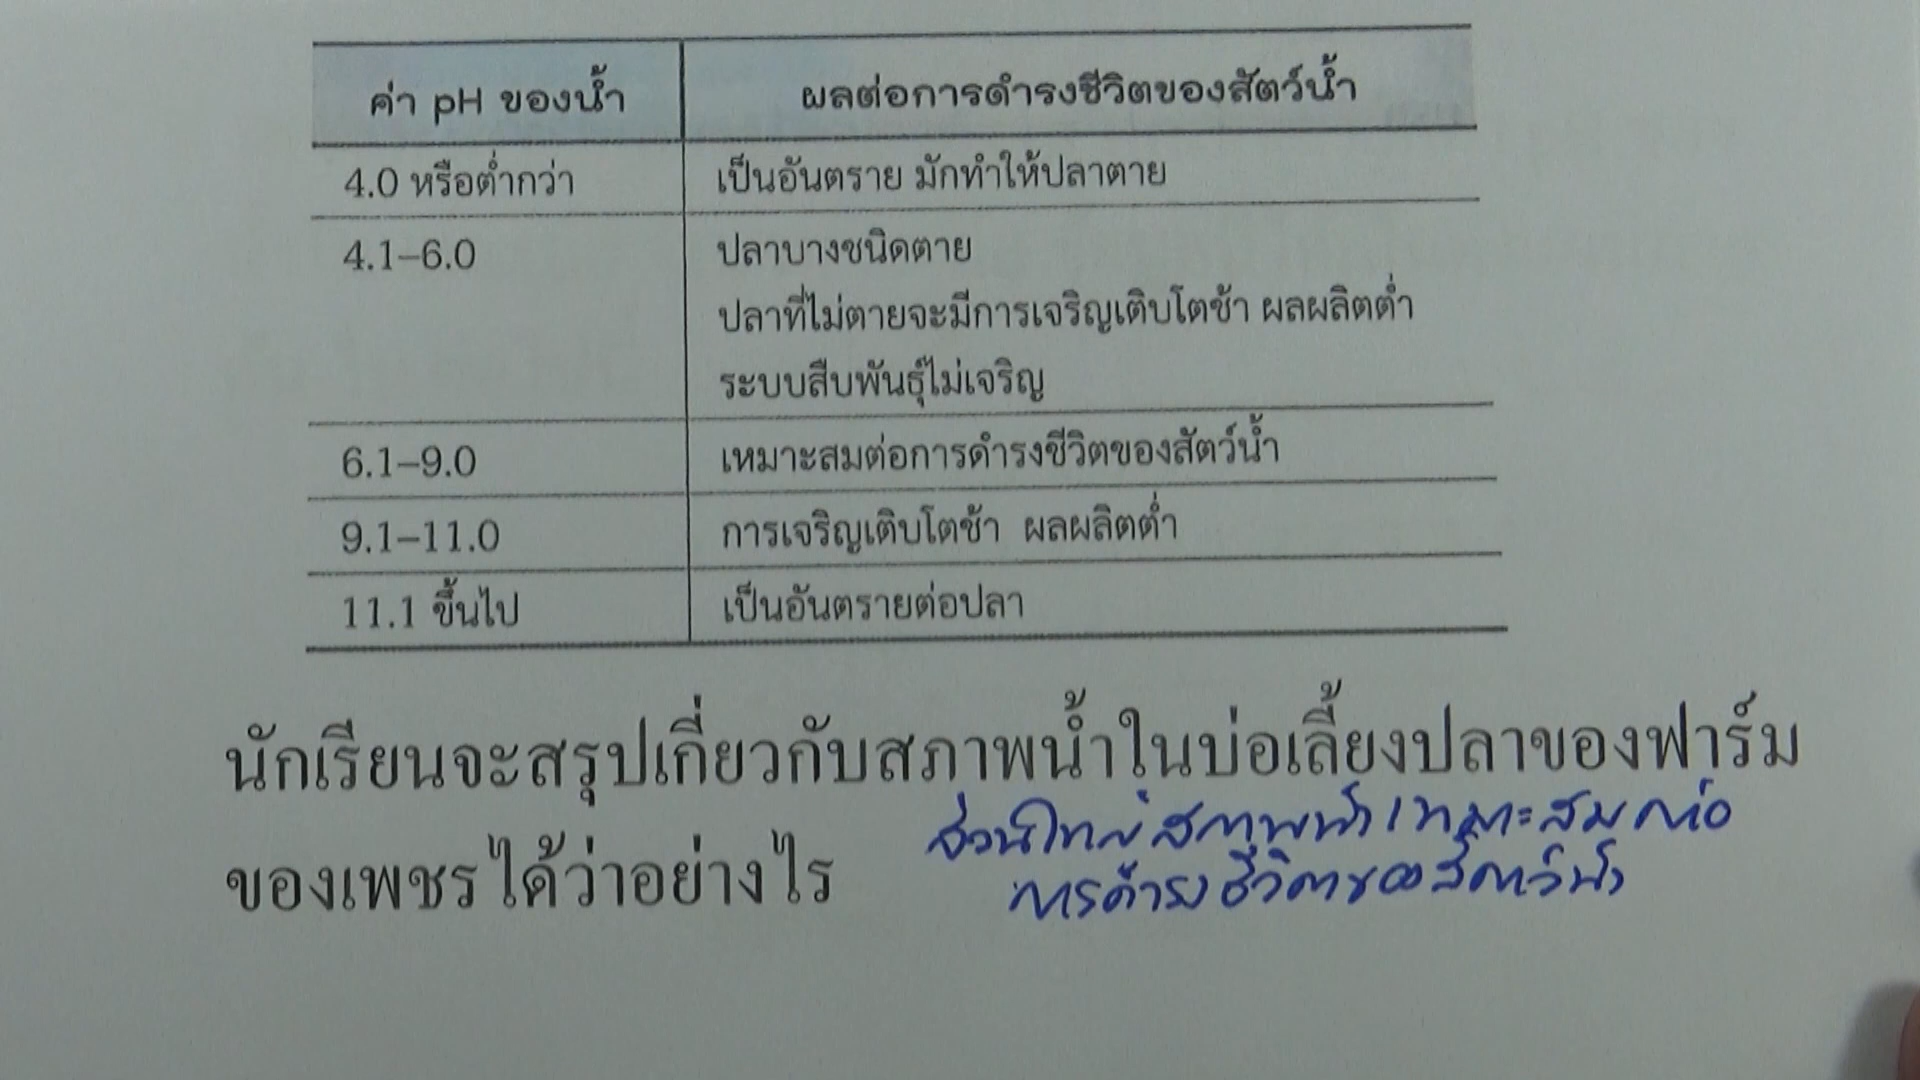 ค่า pH ของน้ำ ผลต่อการดำรงชีวิตของสัตว์น้ำ
4.0 หรือต่ำกว่า เป็นอันตราย มักทำให้ปลาตาย
4.1–6.0 ปลาบางชนิดตาย
ปลาที่ไม่ตายจะมีการเจริญเติบโตช้า ผลผลิตต่ำ
ระบบสืบพันธุ์ไม่เจริญ
6.1–9.0 เหมาะสมต่อการดำรงชีวิตของสัตว์น้ำ
9.1–11.0 การเจริญเติบโตช้า ผลผลิตต่ำ
11.1 ขึ้นไป เป็นอันตรายต่อปลา
นักเรียนจะสรุปเกี่ยวกับสภาพน้ำในบ่อเลี้ยงปลาของฟาร์ม
ของเพชรได้ว่าอย่างไร
ส่วนใหญ่สภาพน้ำเหมาะสมต่อ
การดำรงชีวิตของสัตว์น้ำ